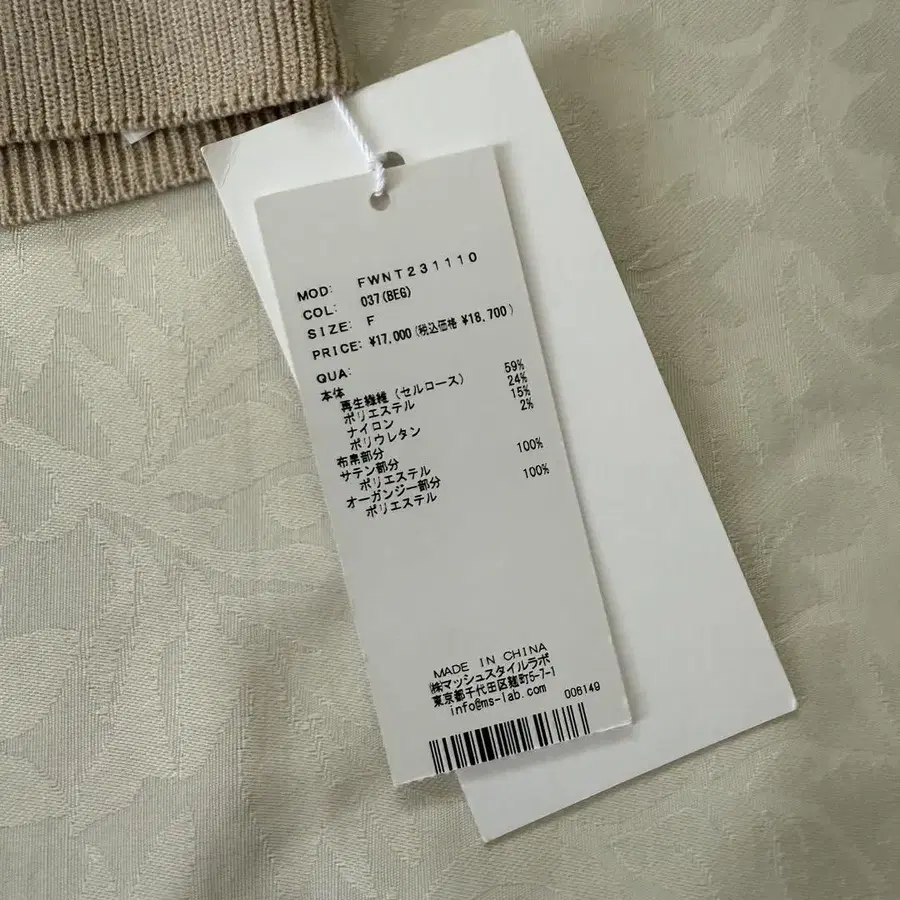 MOD: FWNT231110
COL: 037(BEG)
SIZE: F
PRICE: ¥17,000(税込価格 ¥18,700)
QUA:
本体
再生繊維(セルロース) 59%
ポリエステル 24%
ナイロン 15%
ポリウレタン 2%
布帛部分
サテン部分
ポリエステル 100%
オーガンジー部分
ポリエステル 100%
MADE IN CHINA
㈱マッシュスタイルラボ
東京都千代田区麹町5-7-1
info@ms-lab.com 006149